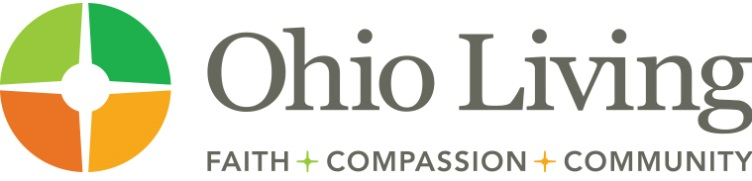 Ohio Living
FAITH + COMPASSION + COMMUNITY